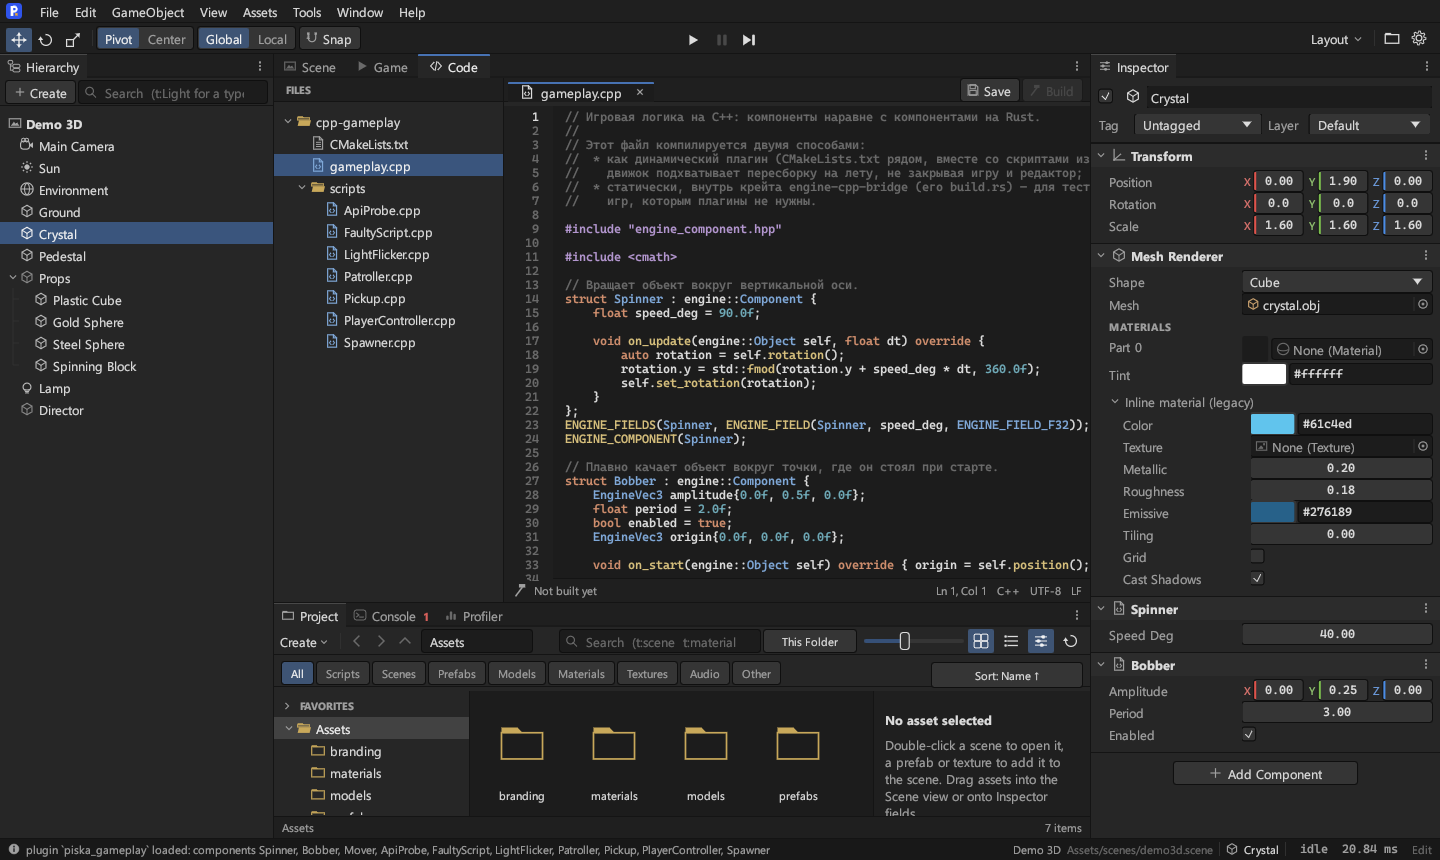 File Edit GameObject View Assets Tools Window Help
Pivot Center Global Local Snap Layout
Hierarchy
Create Search (t:Light for a type
Demo 3D
Main Camera
Sun
Environment
Ground
Crystal
Pedestal
Props
Plastic Cube
Gold Sphere
Steel Sphere
Spinning Block
Lamp
Director
Scene Game Code
FILES
cpp-gameplay
CMakeLists.txt
gameplay.cpp
scripts
ApiProbe.cpp
FaultyScript.cpp
LightFlicker.cpp
Patroller.cpp
Pickup.cpp
PlayerController.cpp
Spawner.cpp
gameplay.cpp × Save Build
1 // Игровая логика на C++: компоненты наравне с компонентами на Rust.
2 //
3 // Этот файл компилируется двумя способами:
4 //  * как динамический плагин (CMakeLists.txt рядом, вместе со скриптами из
5 //    движок подхватывает пересборку на лету, не закрывая игру и редактор;
6 //  * статически, внутрь крейта engine-cpp-bridge (его build.rs) — для тест
7 //    игр, которым плагины не нужны.
8
9 #include "engine_component.hpp"
10
11 #include <cmath>
12
13 // Вращает объект вокруг вертикальной оси.
14 struct Spinner : engine::Component {
15     float speed_deg = 90.0f;
16
17     void on_update(engine::Object self, float dt) override {
18         auto rotation = self.rotation();
19         rotation.y = std::fmod(rotation.y + speed_deg * dt, 360.0f);
20         self.set_rotation(rotation);
21     }
22 };
23 ENGINE_FIELDS(Spinner, ENGINE_FIELD(Spinner, speed_deg, ENGINE_FIELD_F32));
24 ENGINE_COMPONENT(Spinner);
25
26 // Плавно качает объект вокруг точки, где он стоял при старте.
27 struct Bobber : engine::Component {
28     EngineVec3 amplitude{0.0f, 0.5f, 0.0f};
29     float period = 2.0f;
30     bool enabled = true;
31     EngineVec3 origin{0.0f, 0.0f, 0.0f};
32
33     void on_start(engine::Object self) override { origin = self.position();
34
Not built yet Ln 1, Col 1 C++ UTF-8 LF
Project Console 1 Profiler
Create Assets Search (t:scene t:material This Folder
All Scripts Scenes Prefabs Models Materials Textures Audio Other Sort: Name ↑
FAVORITES
Assets
branding
materials
models
branding materials models prefabs
No asset selected
Double-click a scene to open it,
a prefab or texture to add it to
the scene. Drag assets into the
Scene view or onto Inspector
fields.
Assets 7 items
Inspector
Crystal
Tag Untagged Layer Default
Transform
Position X 0.00 Y 1.90 Z 0.00
Rotation X 0.0 Y 0.0 Z 0.0
Scale X 1.60 Y 1.60 Z 1.60
Mesh Renderer
Shape Cube
Mesh crystal.obj
MATERIALS
Part 0 None (Material)
Tint #ffffff
Inline material (legacy)
Color #61c4ed
Texture None (Texture)
Metallic 0.20
Roughness 0.18
Emissive #276189
Tiling 0.00
Grid
Cast Shadows
Spinner
Speed Deg 40.00
Bobber
Amplitude X 0.00 Y 0.25 Z 0.00
Period 3.00
Enabled
Add Component
plugin `piska_gameplay` loaded: components Spinner, Bobber, Mover, ApiProbe, FaultyScript, LightFlicker, Patroller, Pickup, PlayerController, Spawner Demo 3D Assets/scenes/demo3d.scene Crystal idle 20.84 ms Edit